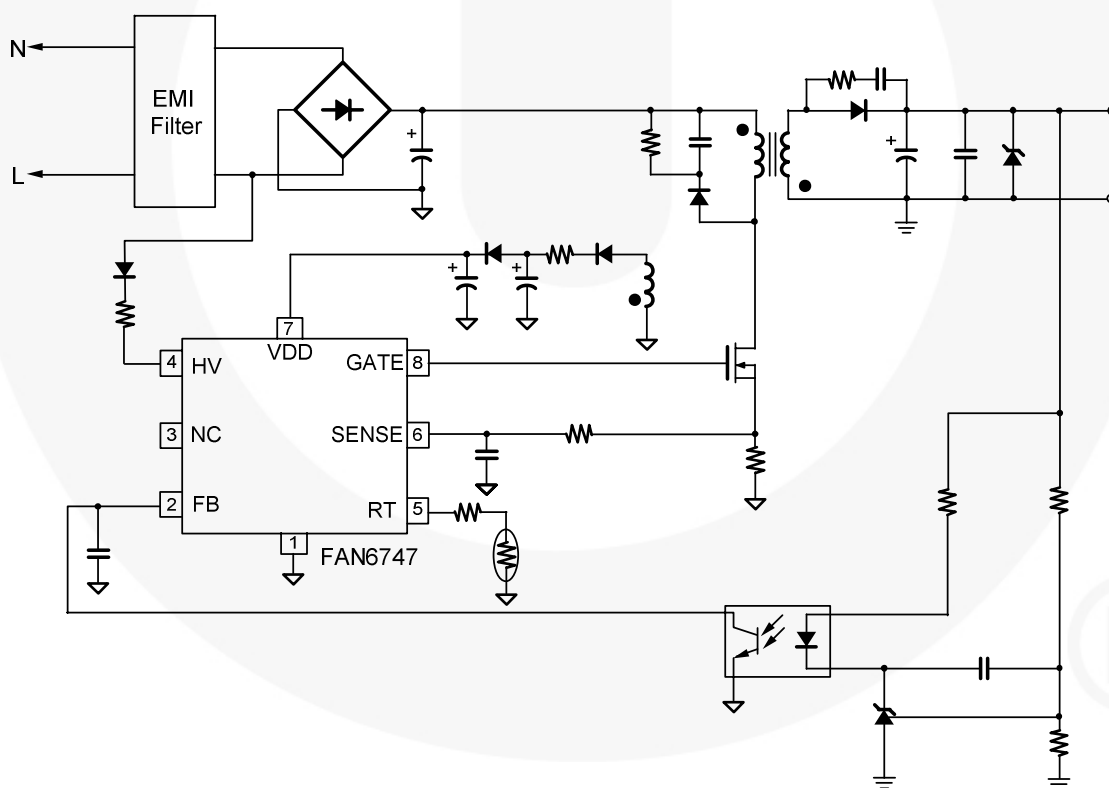 N
EMI
Filter
L
+
+
+
+
7
VDD
4
HV
GATE
8
3
NC
SENSE
6
2
FB
RT
5
1
FAN6747